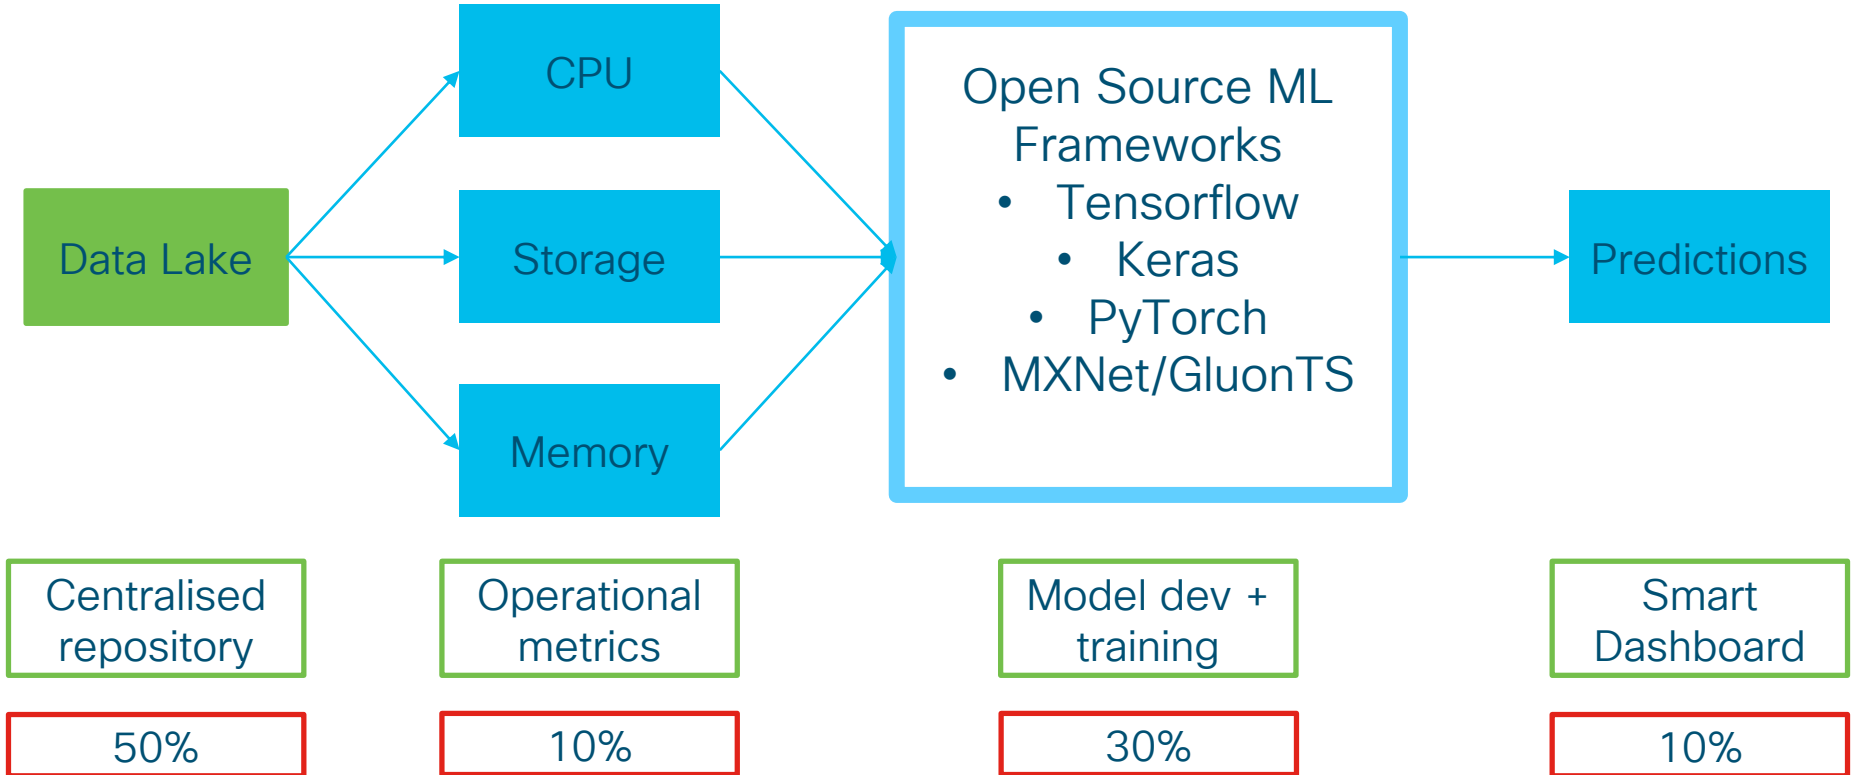 CPU
Open Source ML
Frameworks
• Tensorflow
• Keras
• PyTorch
• MXNet/GluonTS
Data Lake
Storage
Predictions
Memory
Centralised
repository
Operational
metrics
Model dev +
training
Smart
Dashboard
50%
10%
30%
10%